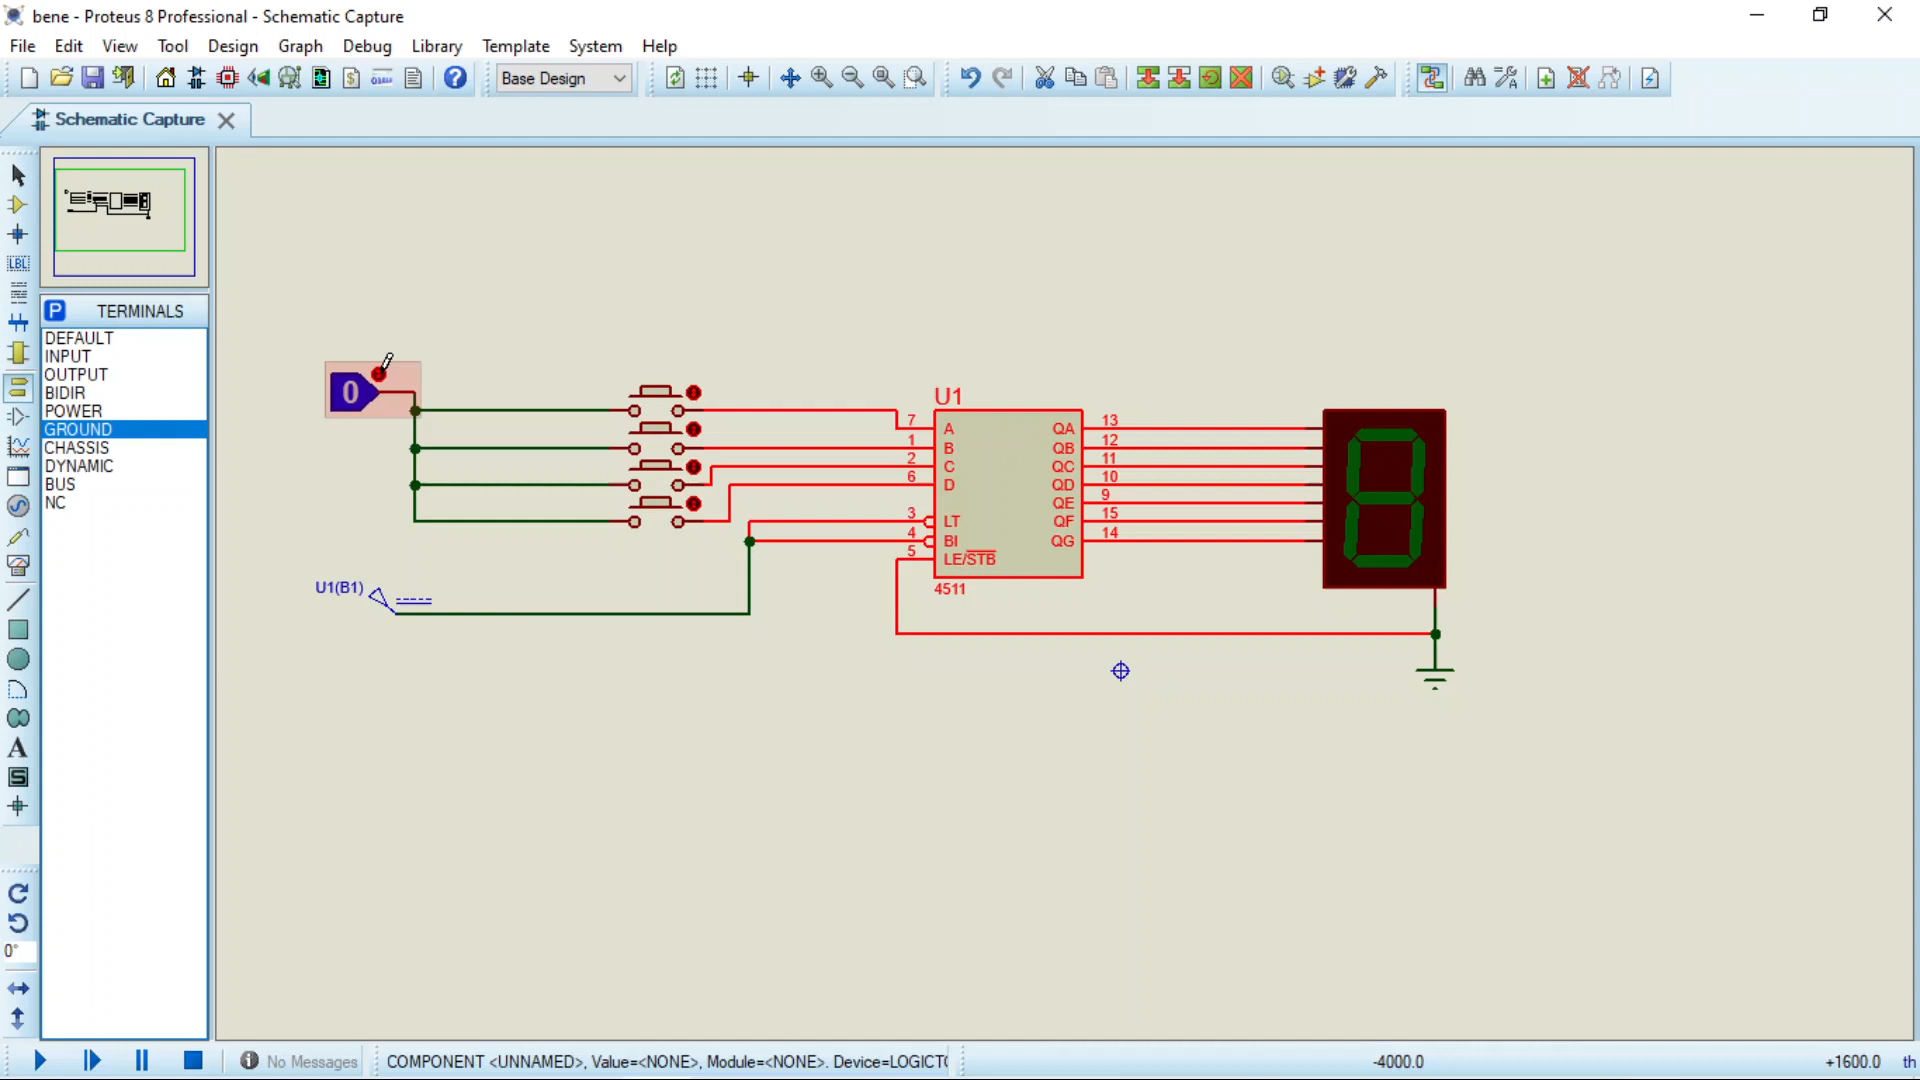 bene - Proteus 8 Professional - Schematic Capture
File Edit View Tool Design Graph Debug Library Template System Help
Base Design
Schematic Capture
P TERMINALS
DEFAULT
INPUT
OUTPUT
BIDIR
POWER
GROUND
CHASSIS
DYNAMIC
BUS
NC
LBL
A
S
0°
0
U1(B1)
U1
7 A QA 13
1 B QB 12
2 C QC 11
6 D QD 10
QE 9
3 LT QF 15
4 BI QG 14
5 LE/STB
4511
No Messages
COMPONENT <UNNAMED>, Value=<NONE>, Module=<NONE>. Device=LOGICT
-4000.0
+1600.0
th